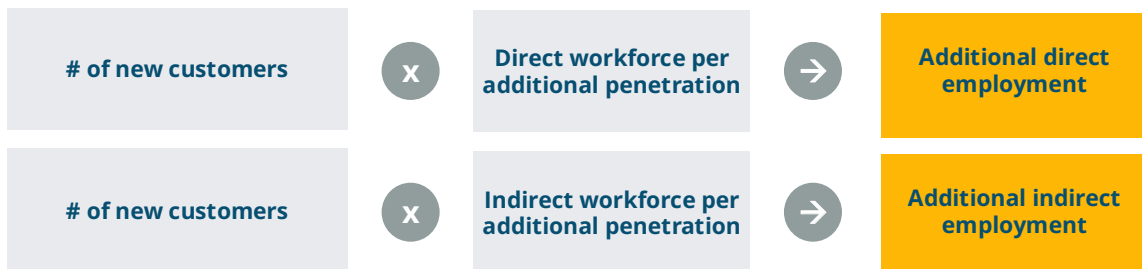 # of new customers
x
Direct workforce per
additional penetration
→
Additional direct
employment
# of new customers
x
Indirect workforce per
additional penetration
→
Additional indirect
employment